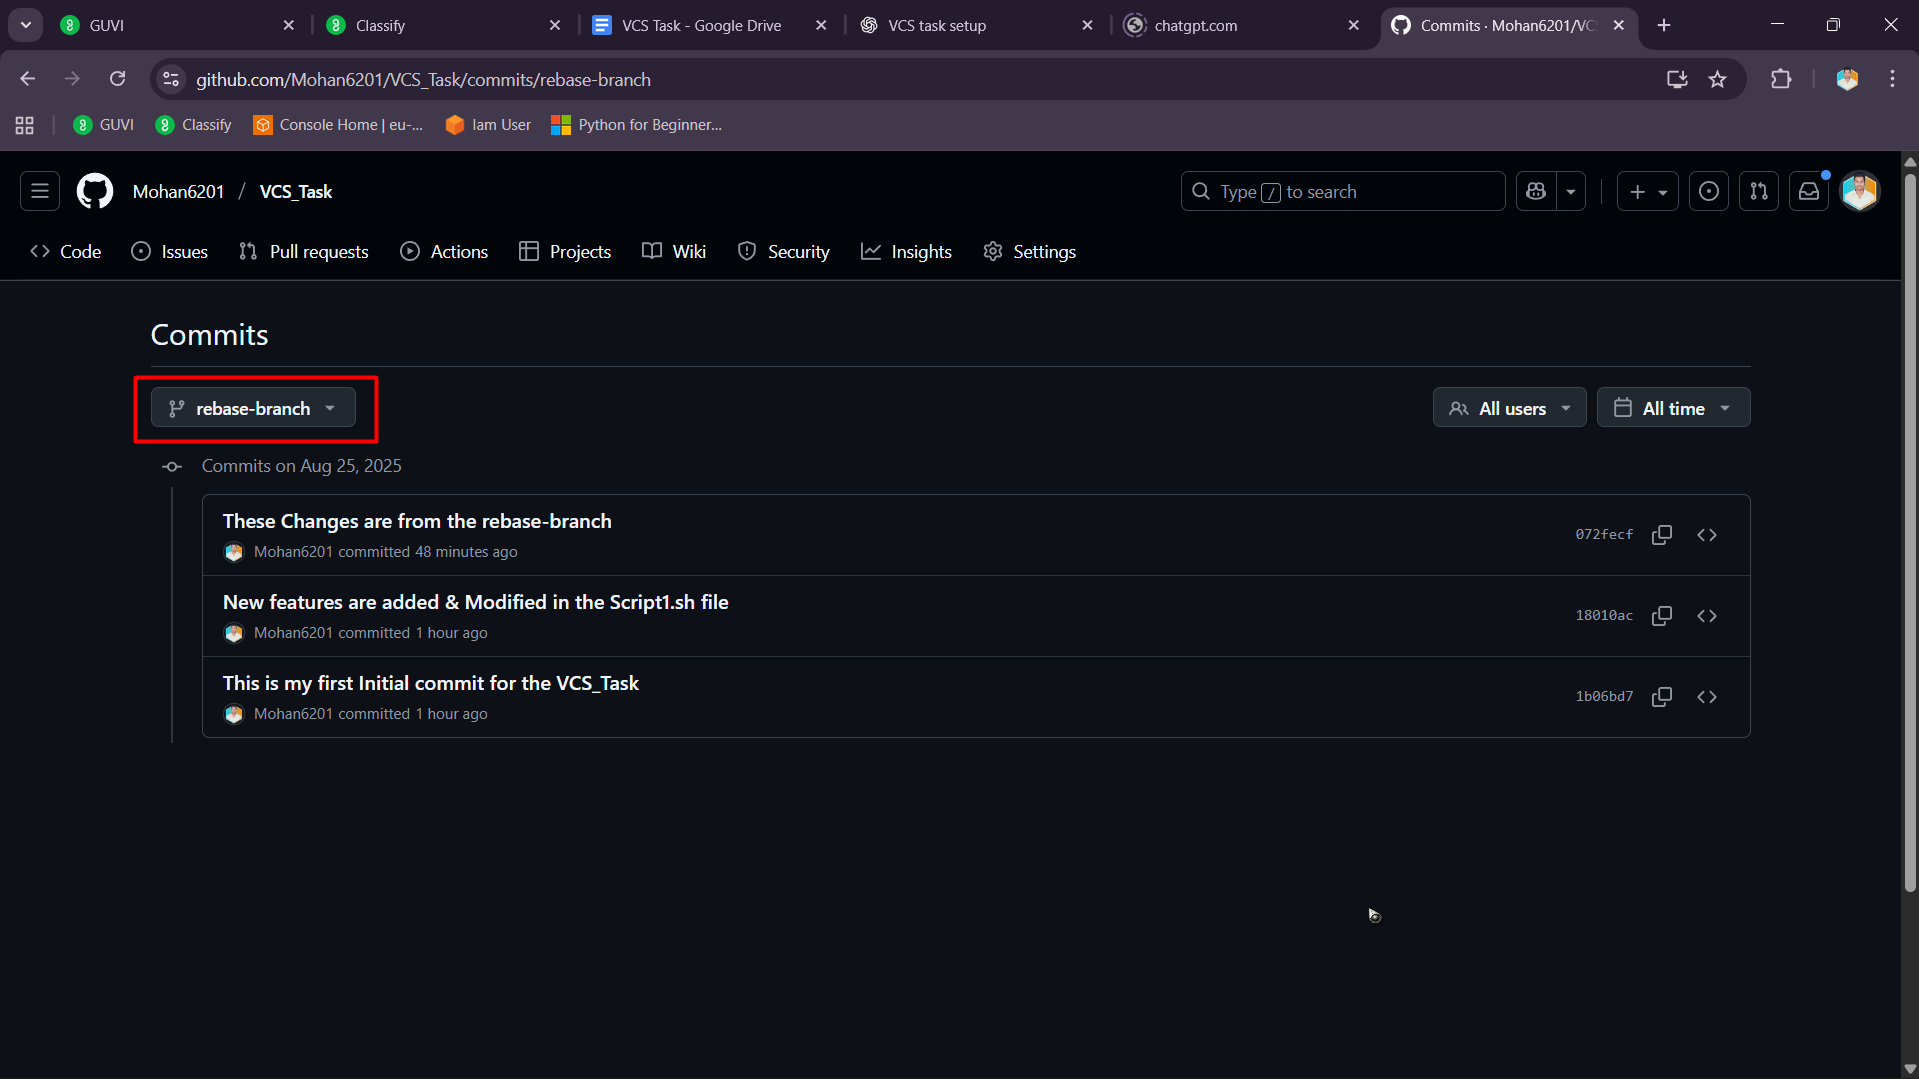 GUVI
Classify
VCS Task - Google Drive
VCS task setup
chatgpt.com
Commits · Mohan6201/VC
github.com/Mohan6201/VCS_Task/commits/rebase-branch
GUVI
Classify
Console Home | eu-...
Iam User
Python for Beginner...
Mohan6201 / VCS_Task
Type / to search
Code
Issues
Pull requests
Actions
Projects
Wiki
Security
Insights
Settings
Commits
rebase-branch
All users
All time
Commits on Aug 25, 2025
These Changes are from the rebase-branch
072fecf
Mohan6201 committed 48 minutes ago
New features are added & Modified in the Script1.sh file
18010ac
Mohan6201 committed 1 hour ago
This is my first Initial commit for the VCS_Task
1b06bd7
Mohan6201 committed 1 hour ago